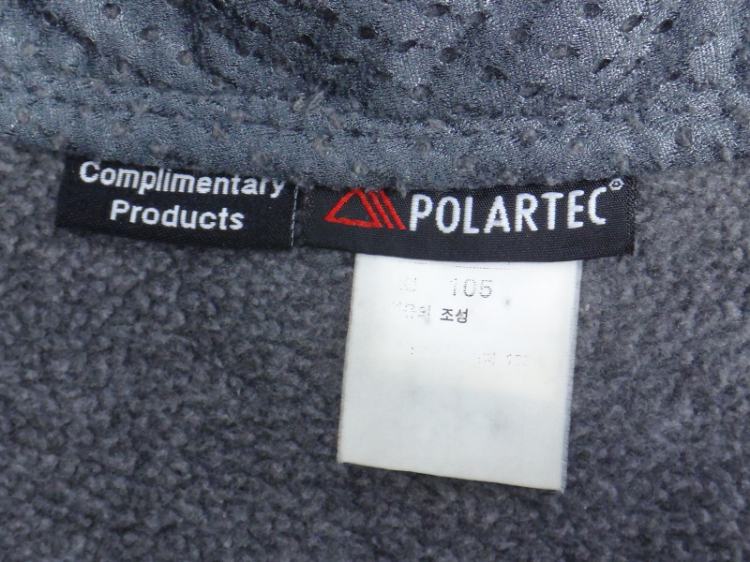 Complimentary
Products
POLARTEC®
105
조성